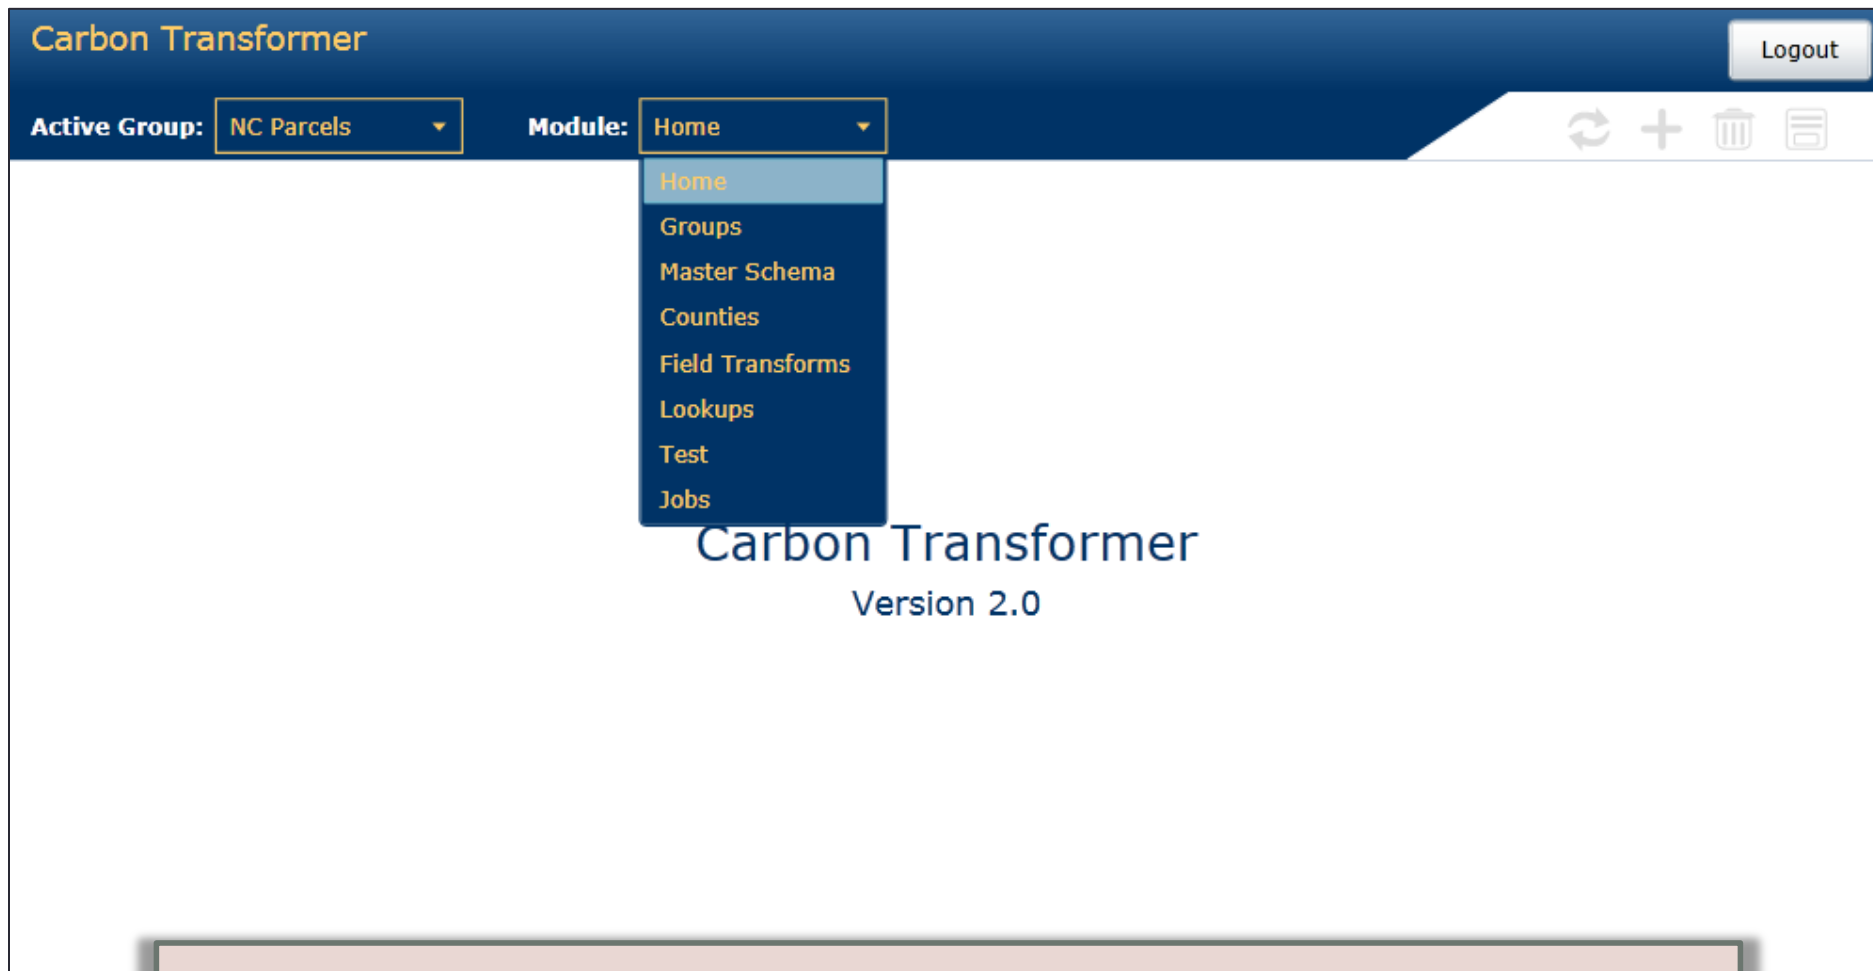 Carbon Transformer
Logout
Active Group: NC Parcels Module: Home
Home
Groups
Master Schema
Counties
Field Transforms
Lookups
Test
Jobs
Carbon Transformer
Version 2.0